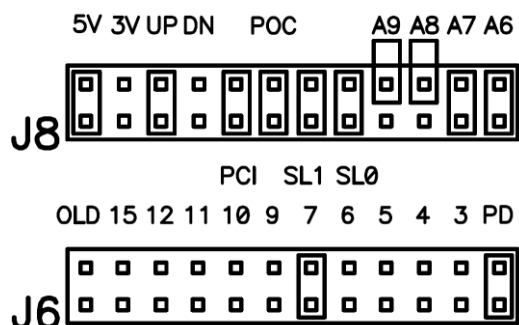 5V 3V UP DN POC A9 A8 A7 A6
J8
PCI SL1 SL0
OLD 15 12 11 10 9 7 6 5 4 3 PD
J6